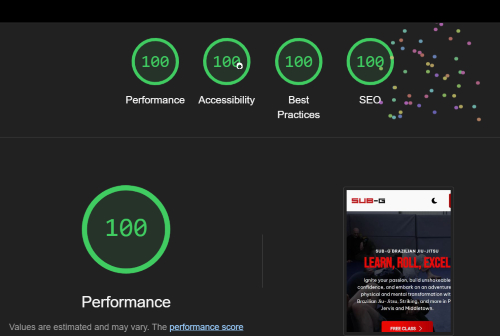 100 100 100 100
Performance Accessibility Best Practices SEO
100
Performance
Values are estimated and may vary. The performance score
SUB-G
SUB-G BRAZILIAN JIU-JITSU
LEARN, ROLL, EXCEL
Ignite your passion, build unshakeable
confidence, and embark on an adventure
physical and mental transformation wit
Brazilian Jiu-Jitsu, Striking, and more in P
Jervis and Middletown.
FREE CLASS